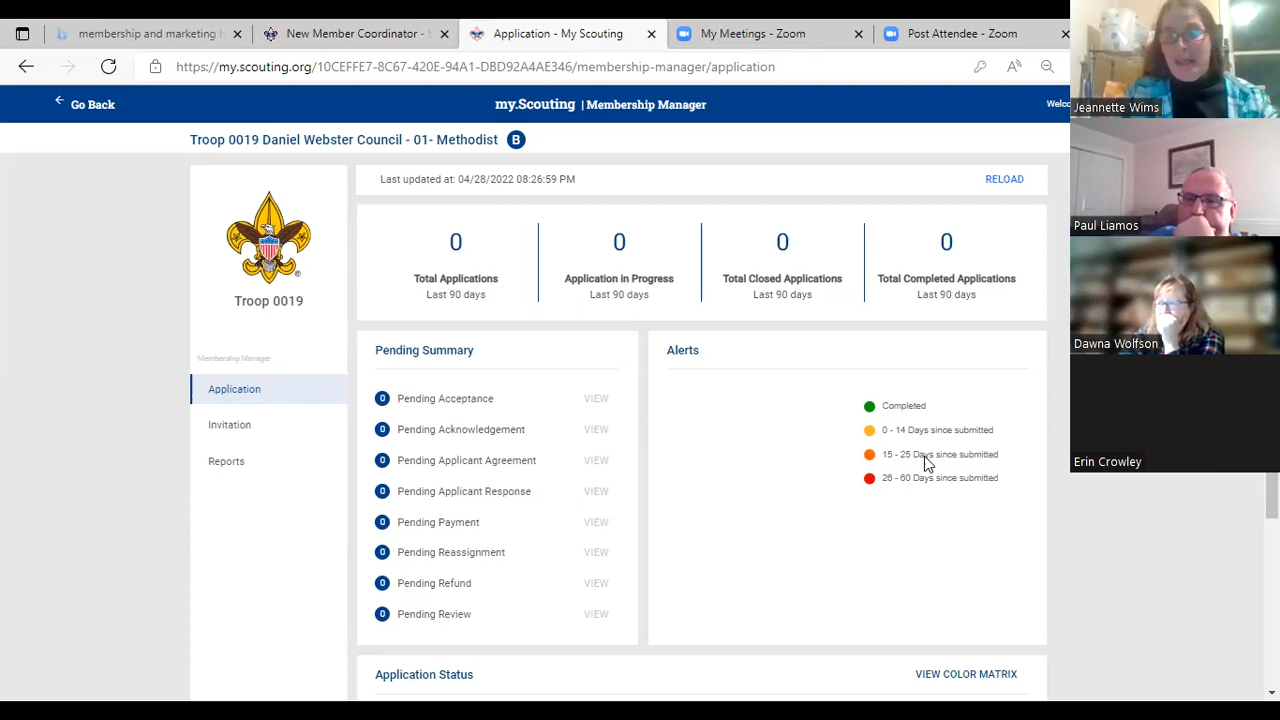 membership and marketing
New Member Coordinator -
Application - My Scouting
My Meetings - Zoom
Post Attendee - Zoom
https://my.scouting.org/10CEFFE7-8C67-420E-94A1-DBD92A4AE346/membership-manager/application
Go Back
my.Scouting | Membership Manager
Troop 0019 Daniel Webster Council - 01- Methodist B
Troop 0019
Membership Manager
Application
Invitation
Reports
Last updated at: 04/28/2022 08:26:59 PM
RELOAD
0
Total Applications
Last 90 days
0
Application in Progress
Last 90 days
0
Total Closed Applications
Last 90 days
0
Total Completed Applications
Last 90 days
Pending Summary
0 Pending Acceptance VIEW
0 Pending Acknowledgement VIEW
0 Pending Applicant Agreement VIEW
0 Pending Applicant Response VIEW
0 Pending Payment VIEW
0 Pending Reassignment VIEW
0 Pending Refund VIEW
0 Pending Review VIEW
Alerts
Completed
0 - 14 Days since submitted
15 - 25 Days since submitted
26 - 60 Days since submitted
Application Status
VIEW COLOR MATRIX
Jeannette Wims
Paul Liamos
Dawna Wolfson
Erin Crowley